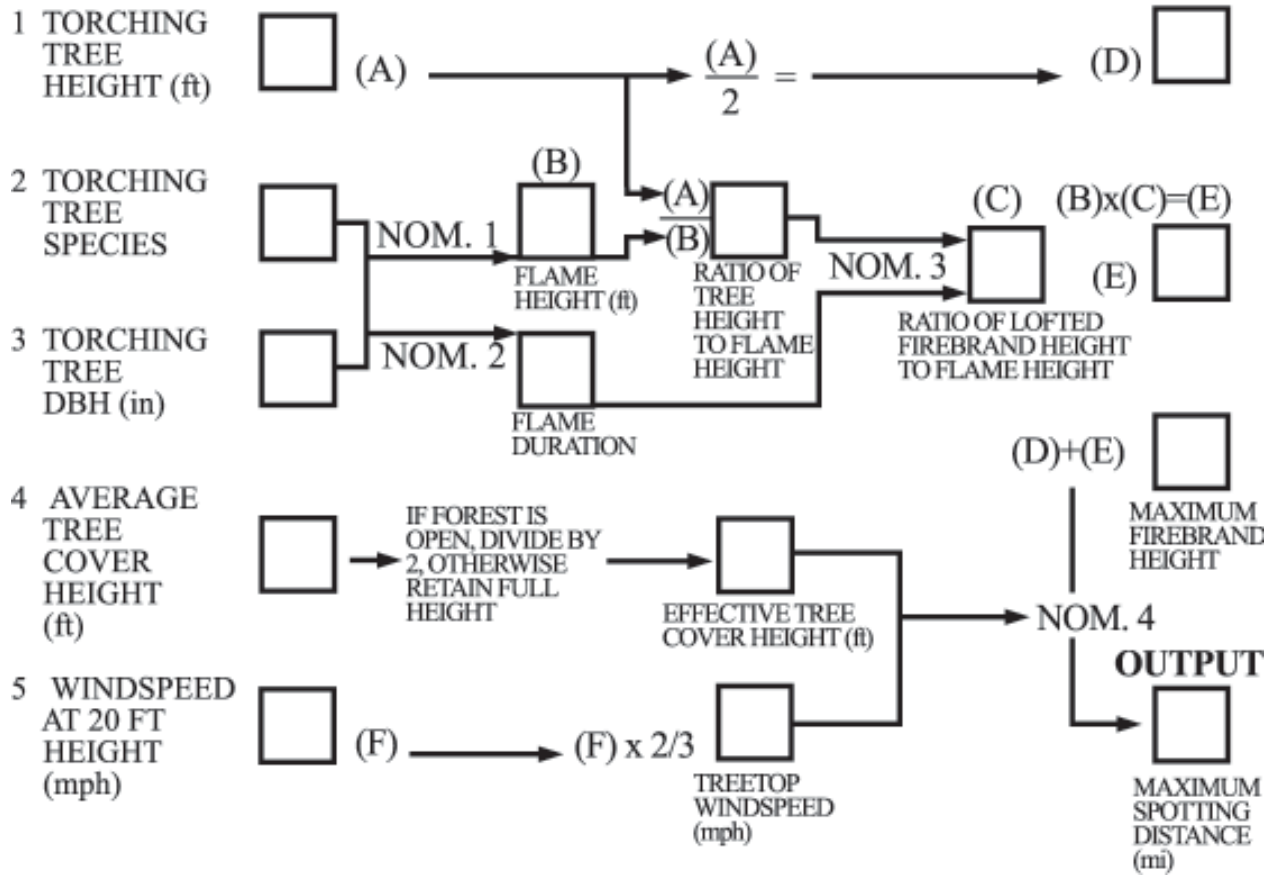 1 TORCHING
TREE
HEIGHT (ft)
(A)
(A)
2
=
(D)
2 TORCHING
TREE
SPECIES
NOM. 1
(B)
FLAME
HEIGHT (ft)
(A)
(B)
RATIO OF
TREE
HEIGHT
TO FLAME
HEIGHT
NOM. 3
(C)
RATIO OF LOFTED
FIREBRAND HEIGHT
TO FLAME HEIGHT
(B)x(C)=(E)
(E)
3 TORCHING
TREE
DBH (in)
NOM. 2
FLAME
DURATION
(D)+(E)
MAXIMUM
FIREBRAND
HEIGHT
4 AVERAGE
TREE
COVER
HEIGHT
(ft)
IF FOREST IS
OPEN, DIVIDE BY
2, OTHERWISE
RETAIN FULL
HEIGHT
EFFECTIVE TREE
COVER HEIGHT (ft)
NOM. 4
5 WINDSPEED
AT 20 FT
HEIGHT
(mph)
(F)
(F) x 2/3
TREETOP
WINDSPEED
(mph)
OUTPUT
MAXIMUM
SPOTTING
DISTANCE
(mi)